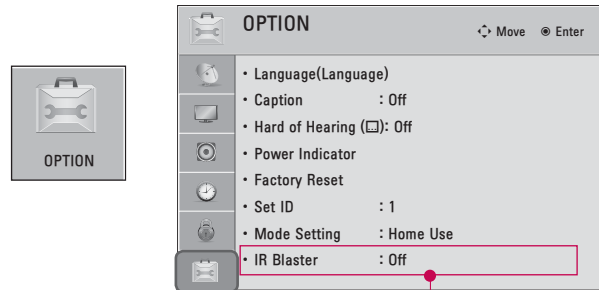 OPTION
OPTION
Move Enter
• Language(Language)
• Caption : Off
• Hard of Hearing (): Off
• Power Indicator
• Factory Reset
• Set ID : 1
• Mode Setting : Home Use
• IR Blaster : Off